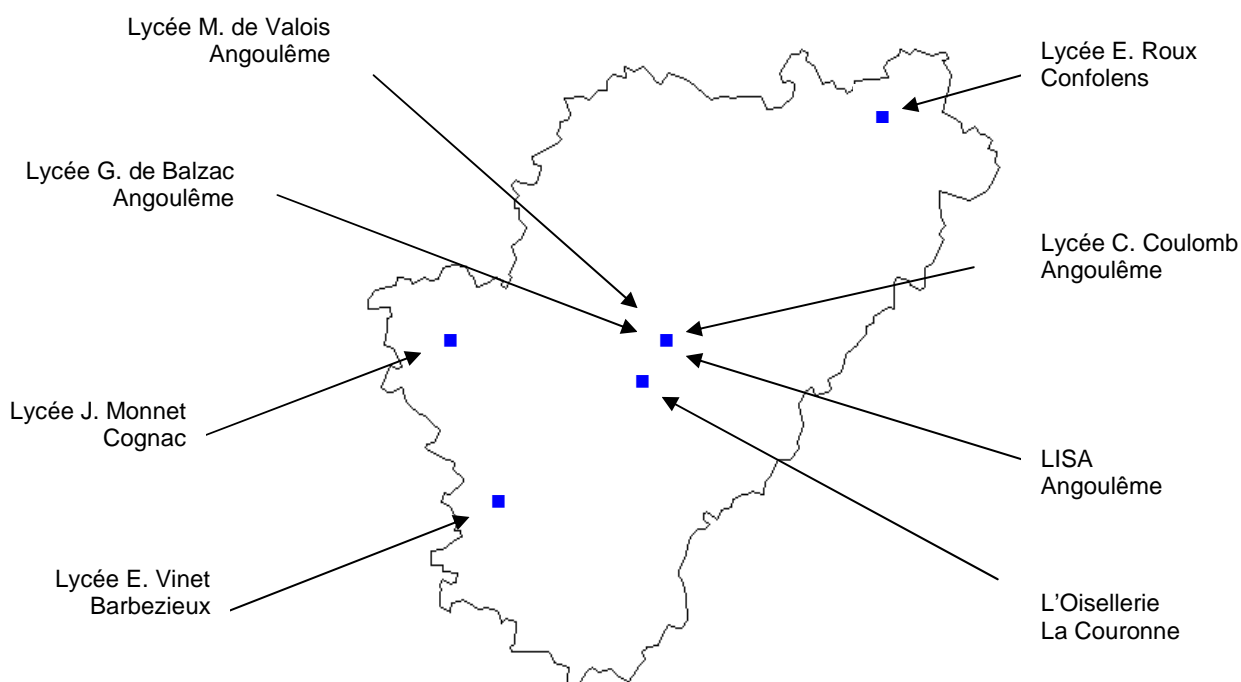 Lycée M. de Valois
Angoulême
Lycée E. Roux
Confolens
Lycée G. de Balzac
Angoulême
Lycée C. Coulomb
Angoulême
Lycée J. Monnet
Cognac
LISA
Angoulême
Lycée E. Vinet
Barbezieux
L’Oisellerie
La Couronne